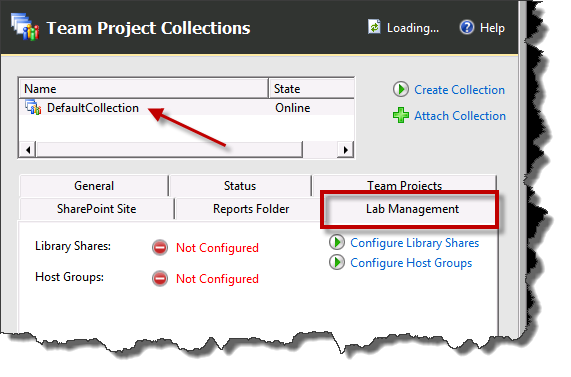 Team Project Collections
Loading... Help
Name State
DefaultCollection Online
Create Collection
Attach Collection
General Status Team Projects
SharePoint Site Reports Folder Lab Management
Library Shares: Not Configured Configure Library Shares
Host Groups: Not Configured Configure Host Groups